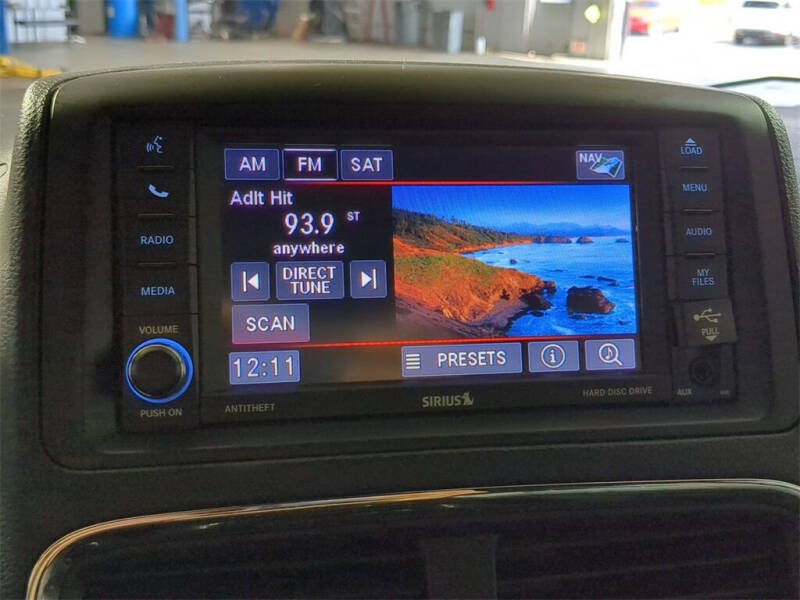 AM FM SAT NAV
Adlt Hit
93.9 ST
anywhere
DIRECT
TUNE
SCAN
12:11 PRESETS
RADIO
MEDIA
VOLUME
PUSH ON
ANTITHEFT
SIRIUS
HARD DISC DRIVE
LOAD
MENU
AUDIO
MY
FILES
PULL
AUX